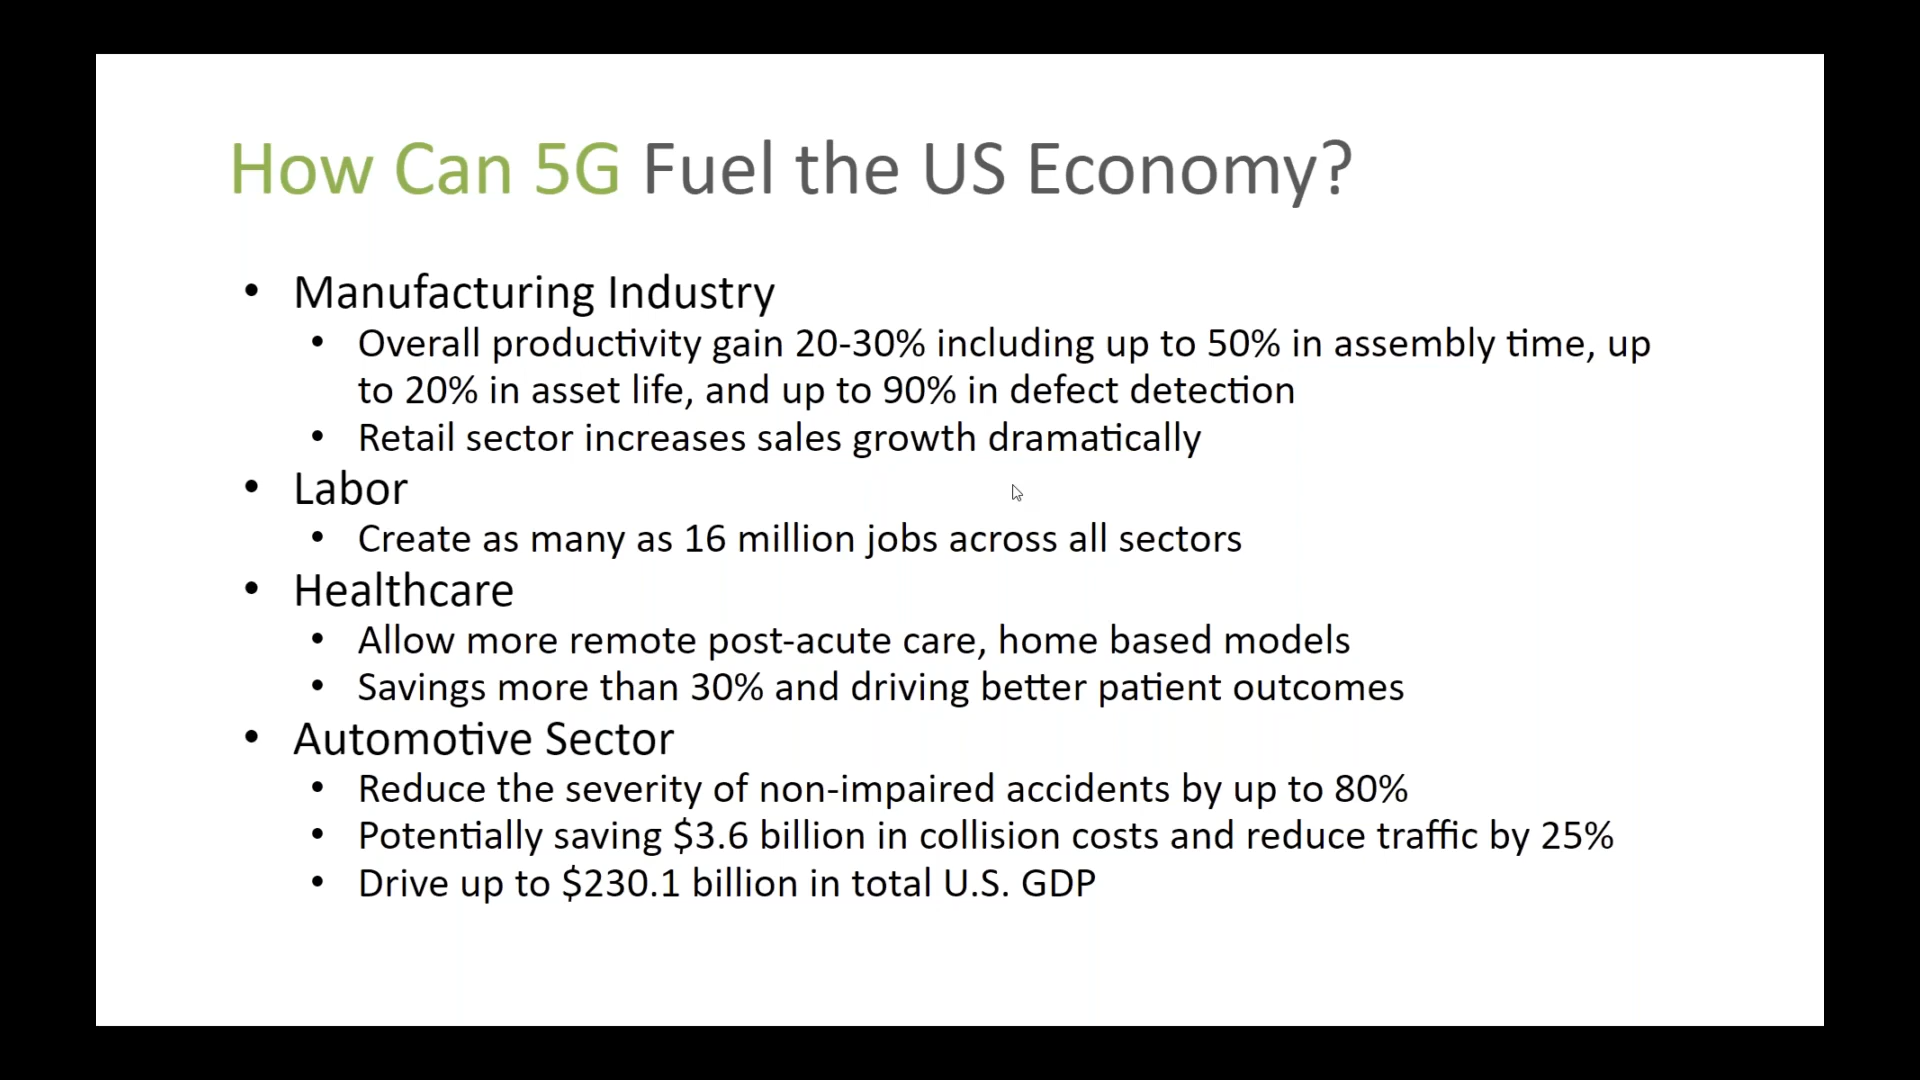 How Can 5G Fuel the US Economy?
• Manufacturing Industry
• Overall productivity gain 20-30% including up to 50% in assembly time, up
to 20% in asset life, and up to 90% in defect detection
• Retail sector increases sales growth dramatically
• Labor
• Create as many as 16 million jobs across all sectors
• Healthcare
• Allow more remote post-acute care, home based models
• Savings more than 30% and driving better patient outcomes
• Automotive Sector
• Reduce the severity of non-impaired accidents by up to 80%
• Potentially saving $3.6 billion in collision costs and reduce traffic by 25%
• Drive up to $230.1 billion in total U.S. GDP